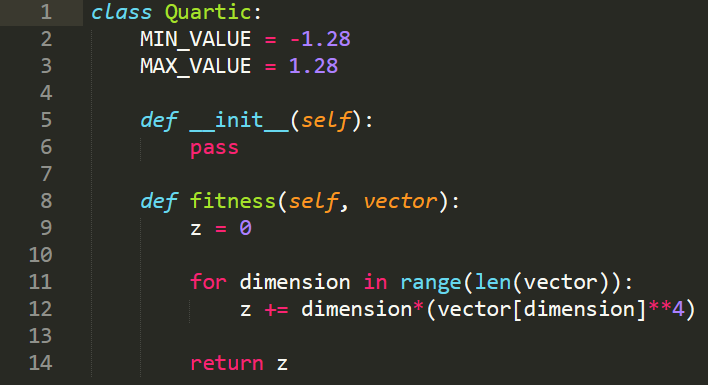 1 class Quartic:
2     MIN_VALUE = -1.28
3     MAX_VALUE = 1.28
4
5     def __init__(self):
6         pass
7
8     def fitness(self, vector):
9         z = 0
10
11         for dimension in range(len(vector)):
12             z += dimension*(vector[dimension]**4)
13
14         return z